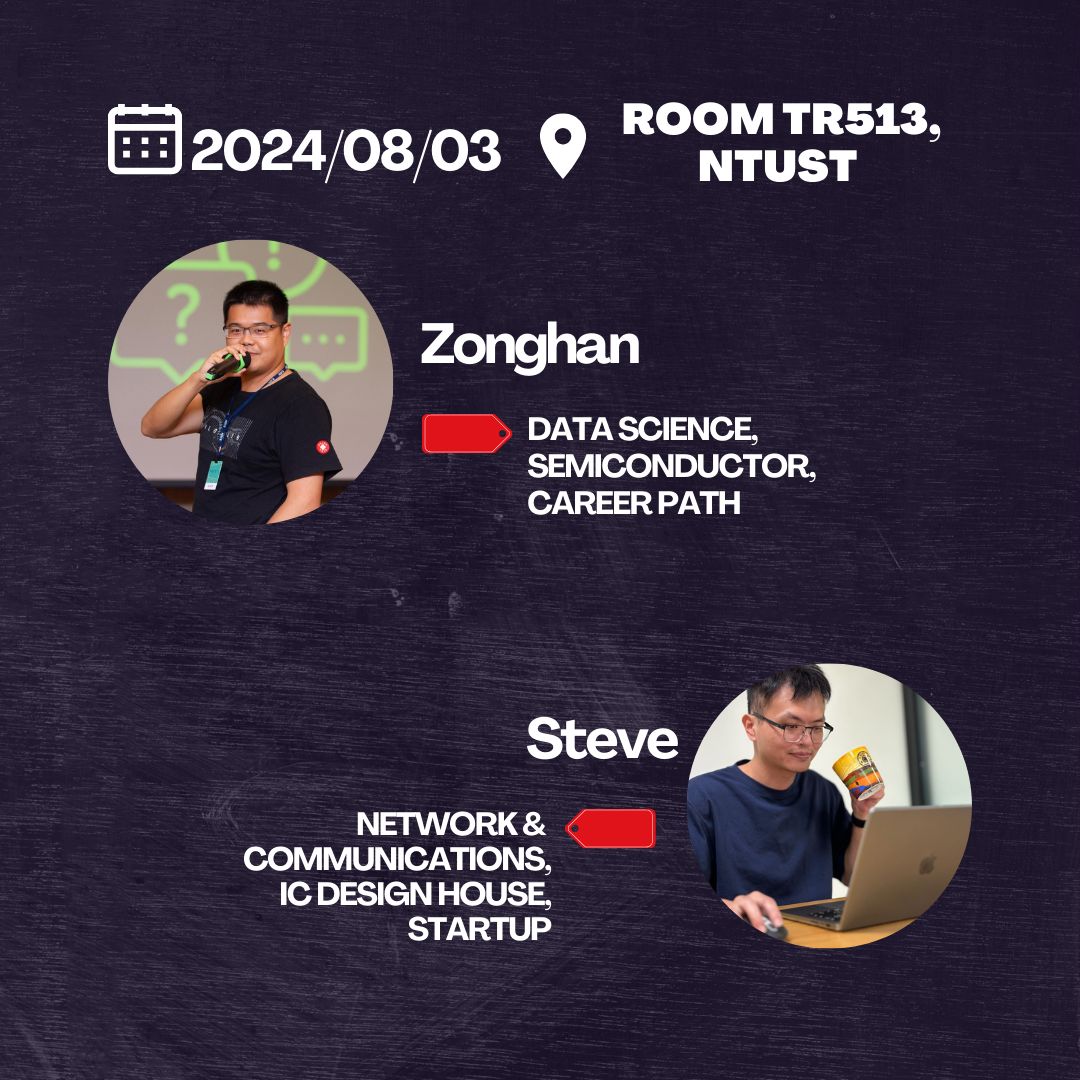 2024/08/03
ROOM TR513,
NTUST
Zonghan
DATA SCIENCE,
SEMICONDUCTOR,
CAREER PATH
Steve
NETWORK &
COMMUNICATIONS,
IC DESIGN HOUSE,
STARTUP